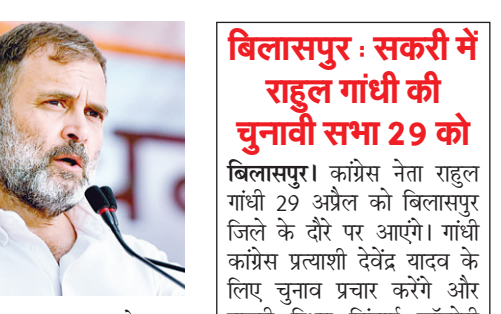 बिलासपुर : सकरी में
राहुल गांधी की
चुनावी सभा 29 को
बिलासपुर। कांग्रेस नेता राहुल
गांधी 29 अप्रैल को बिलासपुर
जिले के दौरे पर आएंगे। गांधी
कांग्रेस प्रत्याशी देवेंद्र यादव के
लिए चुनाव प्रचार करेंगे और